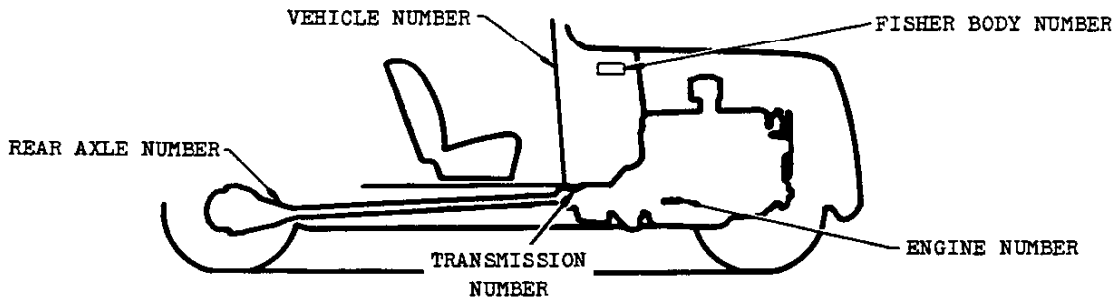 VEHICLE NUMBER
FISHER BODY NUMBER
REAR AXLE NUMBER
TRANSMISSION
NUMBER
ENGINE NUMBER